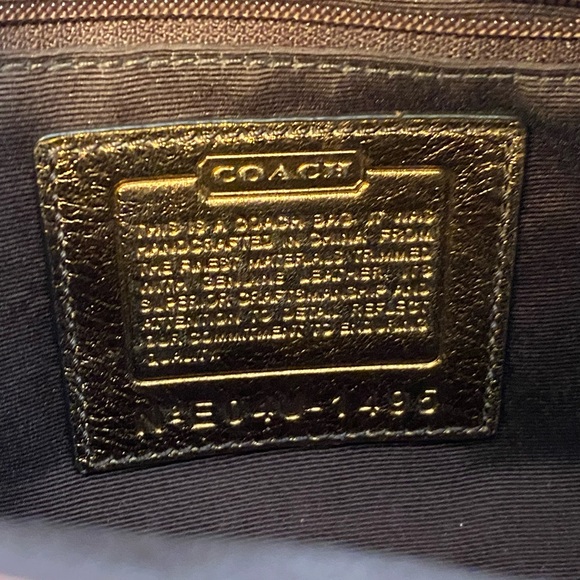 COACH
THIS IS A COACH BAG. IT WAS
HANDCRAFTED IN CHINA FROM
THE FINEST MATERIALS TRIMMED
WITH GENUINE LEATHER. ITS
SUPERIOR CRAFTSMANSHIP AND
ATTENTION TO DETAIL REFLECT
OUR COMMITMENT TO ENDURING
QUALITY.
-1495